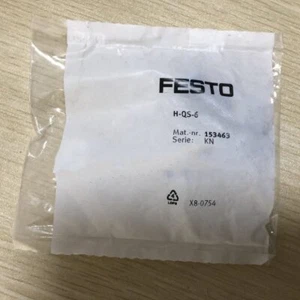 FESTO
H-QS-6
Mat.-nr. 153463
Serie: KN
X8-0754